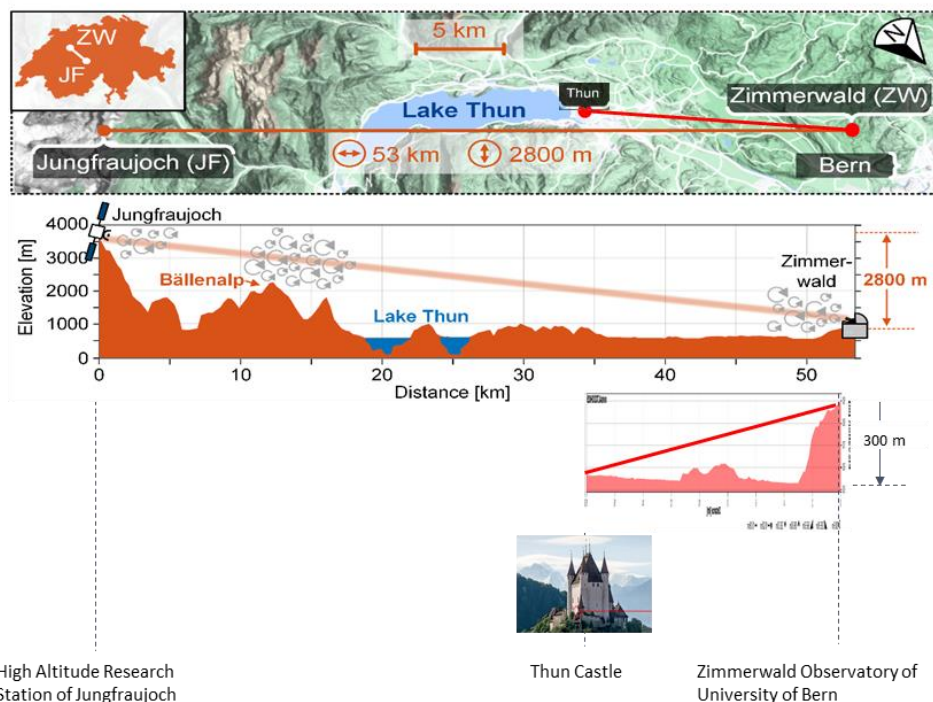 ZW
JF
5 km
N
Thun
Lake Thun
Zimmerwald (ZW)
Jungfraujoch (JF)
53 km
2800 m
Bern
Jungfraujoch
4000
3000
2000
1000
0
Elevation [m]
Bällenalp
Lake Thun
Zimmer-
wald
2800 m
0
10
20
30
40
50
Distance [km]
300 m
High Altitude Research
Station of Jungfraujoch
Thun Castle
Zimmerwald Observatory of
University of Bern